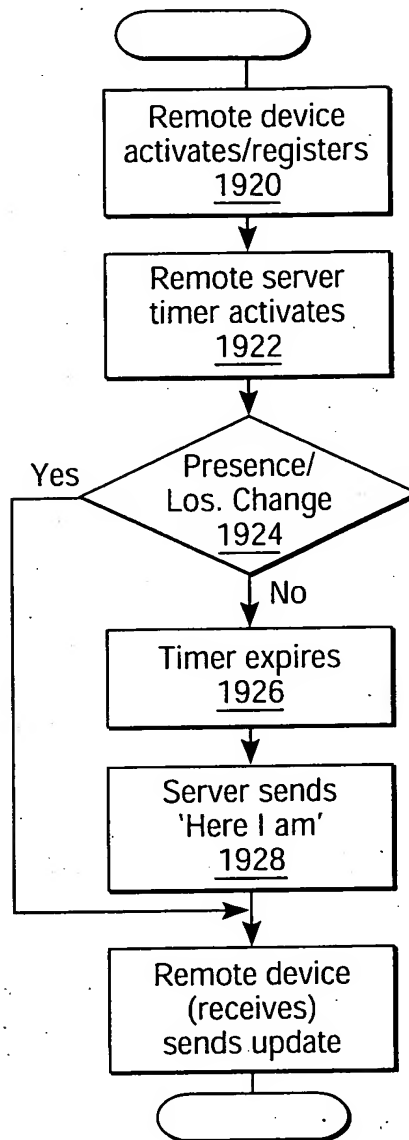 Remote device
activates/registers
1920
Remote server
timer activates
1922
Yes
Presence/
Los. Change
1924
No
Timer expires
1926
Server sends
'Here I am'
1928
Remote device
(receives)
sends update